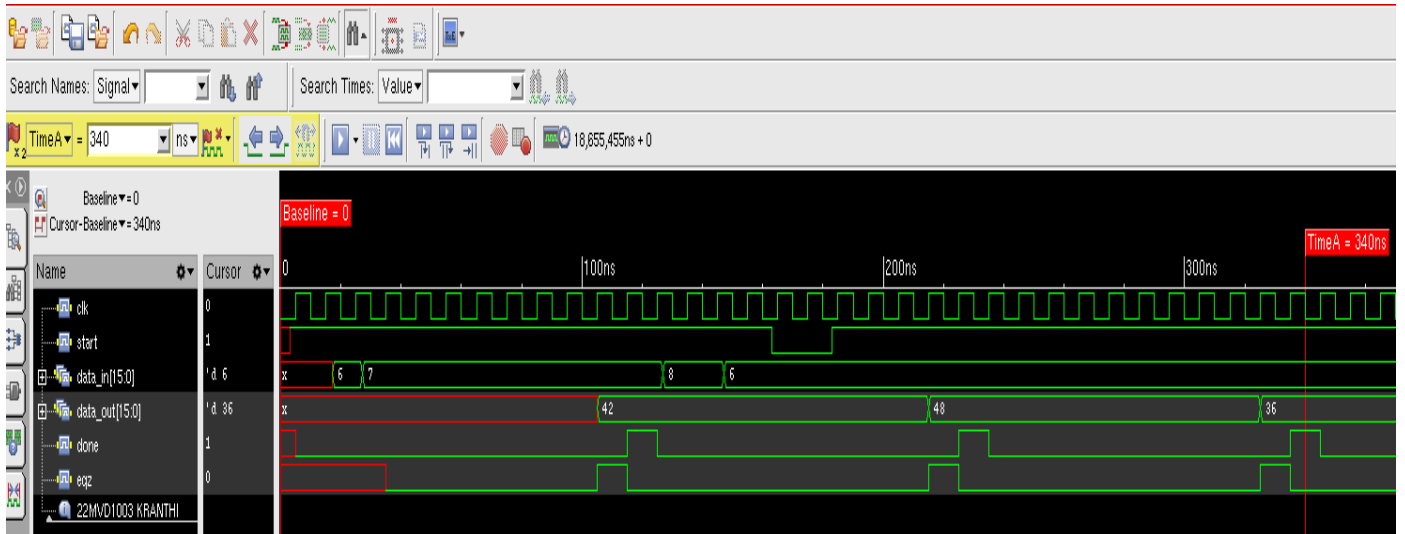 Search Names: Signal Search Times: Value
x2 TimeA = 340 ns 18,655,455ns + 0
Baseline = 0
Cursor-Baseline = 340ns
Baseline = 0
TimeA = 340ns
Name Cursor 0 100ns 200ns 300ns
clk 0
start 1
data_in[15:0] 'd 6 x 6 7 8 6
data_out[15:0] 'd 36 x 42 48 36
done 1
eqz 0
22MVD1003 KRANTHI